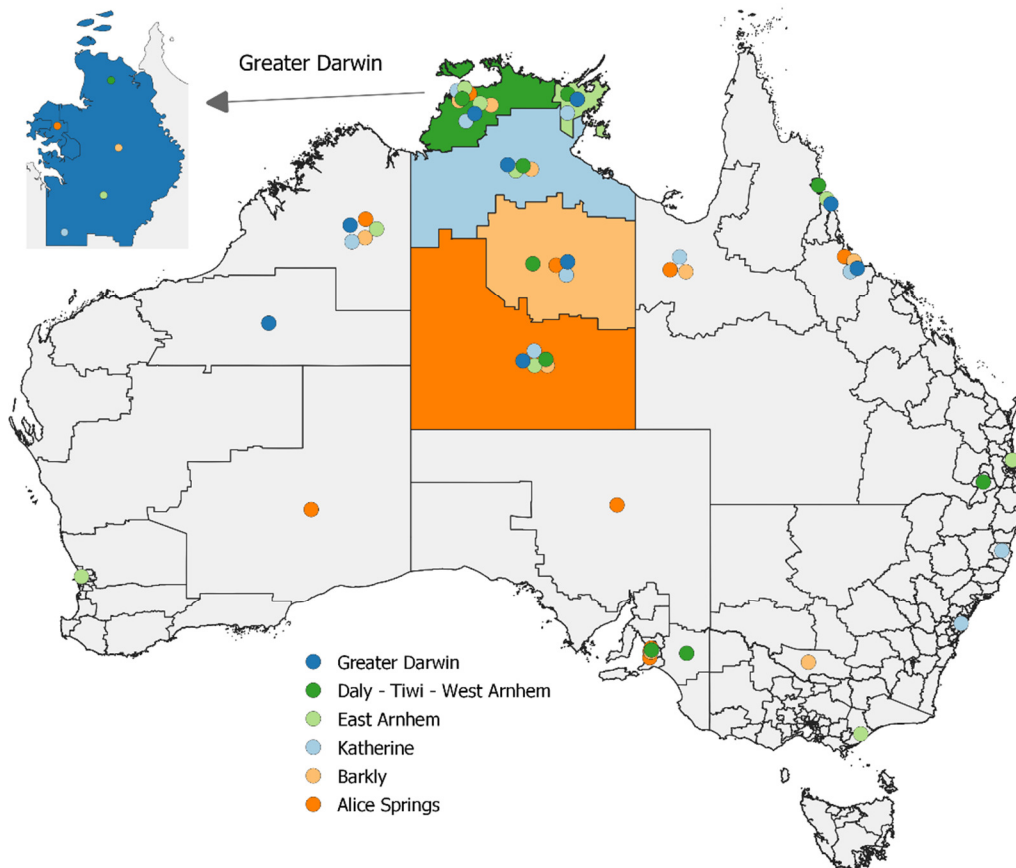 Greater Darwin
Greater Darwin
Daly - Tiwi - West Arnhem
East Arnhem
Katherine
Barkly
Alice Springs